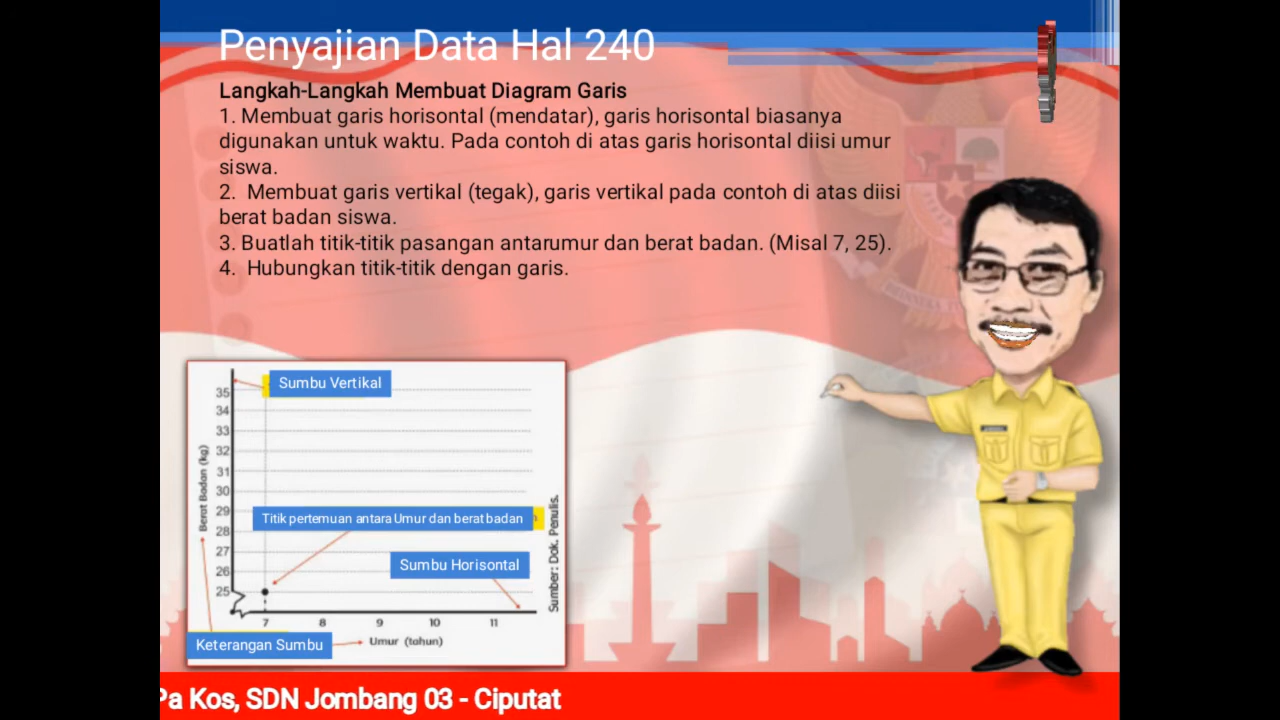 Penyajian Data Hal 240
Langkah-Langkah Membuat Diagram Garis
1. Membuat garis horisontal (mendatar), garis horisontal biasanya
digunakan untuk waktu. Pada contoh di atas garis horisontal diisi umur
siswa.
2. Membuat garis vertikal (tegak), garis vertikal pada contoh di atas diisi
berat badan siswa.
3. Buatlah titik-titik pasangan antarumur dan berat badan. (Misal 7, 25).
4. Hubungkan titik-titik dengan garis.
Sumbu Vertikal
35
34
33
32
31
30
29
28
27
26
25
Berat Badan (kg)
Titik pertemuan antara Umur dan berat badan
Sumbu Horisontal
Sumber: Dok. Penulis.
7 8 9 10 11
Umur (tahun)
Keterangan Sumbu
Pa Kos, SDN Jombang 03 - Ciputat